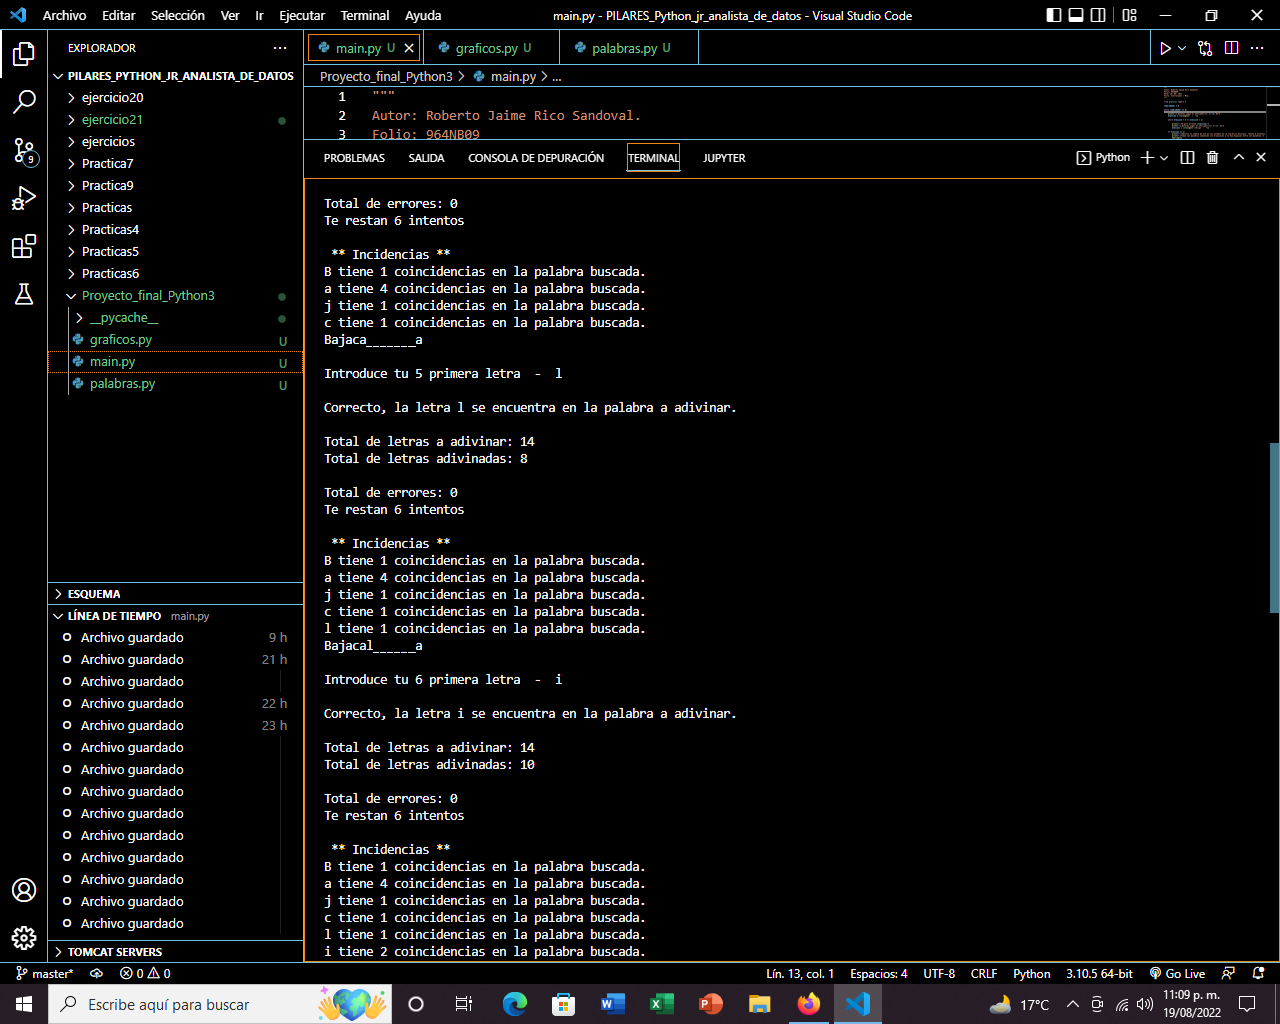 Archivo Editar Selección Ver Ir Ejecutar Terminal Ayuda
main.py - PILARES_Python_jr_analista_de_datos - Visual Studio Code
EXPLORADOR
PILARES_PYTHON_JR_ANALISTA_DE_DATOS
ejercicio20
ejercicio21
ejercicios
Practica7
Practica9
Practicas
Practicas4
Practicas5
Practicas6
Proyecto_final_Python3
__pycache__
graficos.py U
main.py U
palabras.py U
ESQUEMA
LÍNEA DE TIEMPO main.py
Archivo guardado 9 h
Archivo guardado 21 h
Archivo guardado
Archivo guardado 22 h
Archivo guardado 23 h
Archivo guardado
Archivo guardado
Archivo guardado
Archivo guardado
Archivo guardado
Archivo guardado
Archivo guardado
Archivo guardado
Archivo guardado
TOMCAT SERVERS
9
main.py U graficos.py U palabras.py U
Proyecto_final_Python3 > main.py > ...
1 """
2 Autor: Roberto Jaime Rico Sandoval.
3 Folio: 964NB09
PROBLEMAS SALIDA CONSOLA DE DEPURACIÓN TERMINAL JUPYTER
Python
Total de errores: 0
Te restan 6 intentos
** Incidencias **
B tiene 1 coincidencias en la palabra buscada.
a tiene 4 coincidencias en la palabra buscada.
j tiene 1 coincidencias en la palabra buscada.
c tiene 1 coincidencias en la palabra buscada.
Bajaca_______a
Introduce tu 5 primera letra  -  l
Correcto, la letra l se encuentra en la palabra a adivinar.
Total de letras a adivinar: 14
Total de letras adivinadas: 8
Total de errores: 0
Te restan 6 intentos
** Incidencias **
B tiene 1 coincidencias en la palabra buscada.
a tiene 4 coincidencias en la palabra buscada.
j tiene 1 coincidencias en la palabra buscada.
c tiene 1 coincidencias en la palabra buscada.
l tiene 1 coincidencias en la palabra buscada.
Bajacal______a
Introduce tu 6 primera letra  -  i
Correcto, la letra i se encuentra en la palabra a adivinar.
Total de letras a adivinar: 14
Total de letras adivinadas: 10
Total de errores: 0
Te restan 6 intentos
** Incidencias **
B tiene 1 coincidencias en la palabra buscada.
a tiene 4 coincidencias en la palabra buscada.
j tiene 1 coincidencias en la palabra buscada.
c tiene 1 coincidencias en la palabra buscada.
l tiene 1 coincidencias en la palabra buscada.
i tiene 2 coincidencias en la palabra buscada.
master* 0 0 Lín. 13, col. 1 Espacios: 4 UTF-8 CRLF Python 3.10.5 64-bit Go Live
Escribe aquí para buscar
17°C
11:09 p. m.
19/08/2022